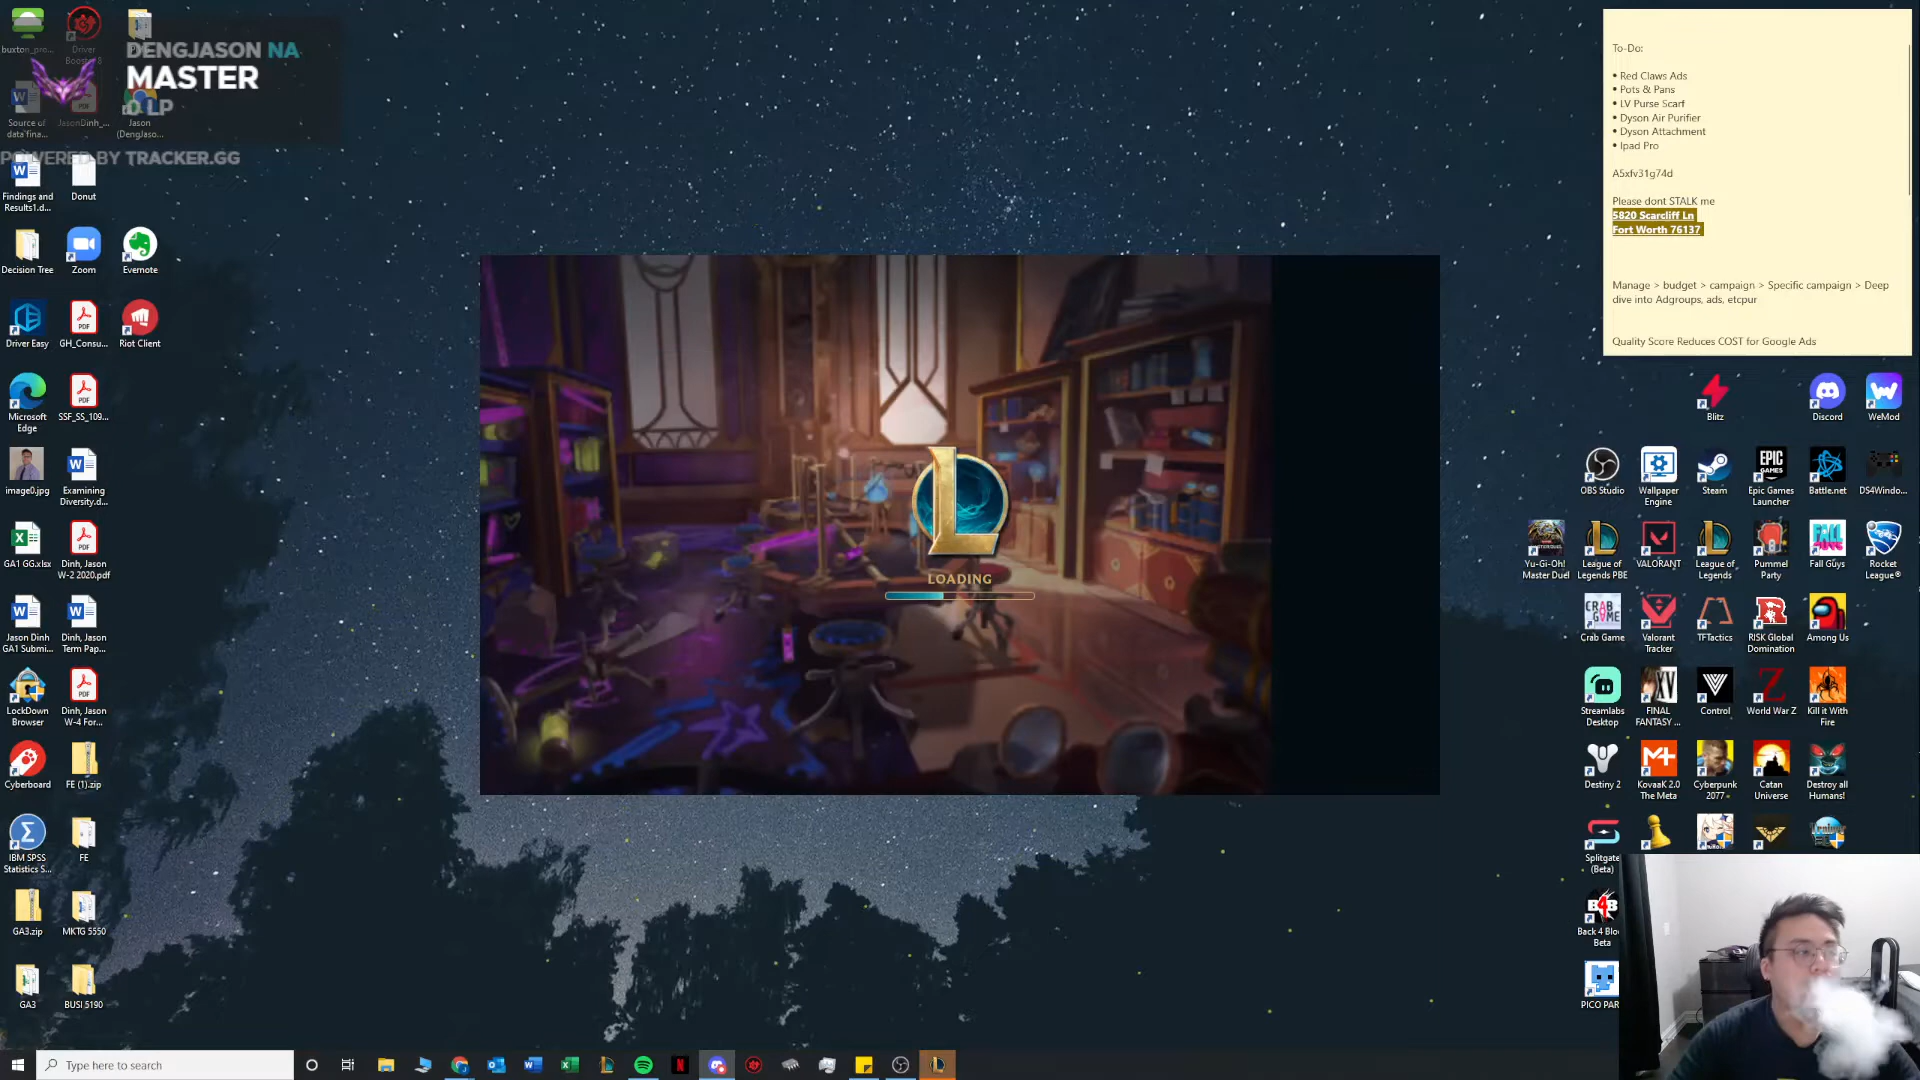 DENGJASON NA
MASTER
0 LP
POWERED BY TRACKER.GG
buxton_pro...
Driver
Booster 8
Source of
data fina...
JasonDinh_...
Jason
(DengJaso...
Findings and
Results1.d...
Donut
Decision Tree
Zoom
Evernote
Driver Easy
GH_Consu...
Riot Client
Microsoft
Edge
SSF_SS_109...
image0.jpg
Examining
Diversity.d...
GA1 GG.xlsx
Dinh, Jason
W-2 2020.pdf
Jason Dinh
GA1 Submi...
Dinh, Jason
Term Pap...
LockDown
Browser
Dinh, Jason
W-4 For...
Cyberboard
FE (1).zip
IBM SPSS
Statistics S...
FE
GA3.zip
MKTG 5550
GA3
BUSI 5190
LOADING
To-Do:
• Red Claws Ads
• Pots & Pans
• LV Purse Scarf
• Dyson Air Purifier
• Dyson Attachment
• Ipad Pro
A5xfv31g74d
Please dont STALK me
5820 Scarcliff Ln
Fort Worth 76137
Manage > budget > campaign > Specific campaign > Deep
dive into Adgroups, ads, etcpur
Quality Score Reduces COST for Google Ads
Blitz
Discord
WeMod
OBS Studio
Wallpaper
Engine
Steam
Epic Games
Launcher
Battle.net
DS4Windo...
Yu-Gi-Oh!
Master Duel
League of
Legends PBE
VALORANT
League of
Legends
Pummel
Party
Fall Guys
Rocket
League®
Crab Game
Valorant
Tracker
TFTactics
RISK Global
Domination
Among Us
Streamlabs
Desktop
FINAL
FANTASY ...
Control
World War Z
Kill it With
Fire
Destiny 2
KovaaK 2.0
The Meta
Cyberpunk
2077
Catan
Universe
Destroy all
Humans!
Splitgate
(Beta)
Back 4 Bloo
Beta
PICO PAR
Type here to search